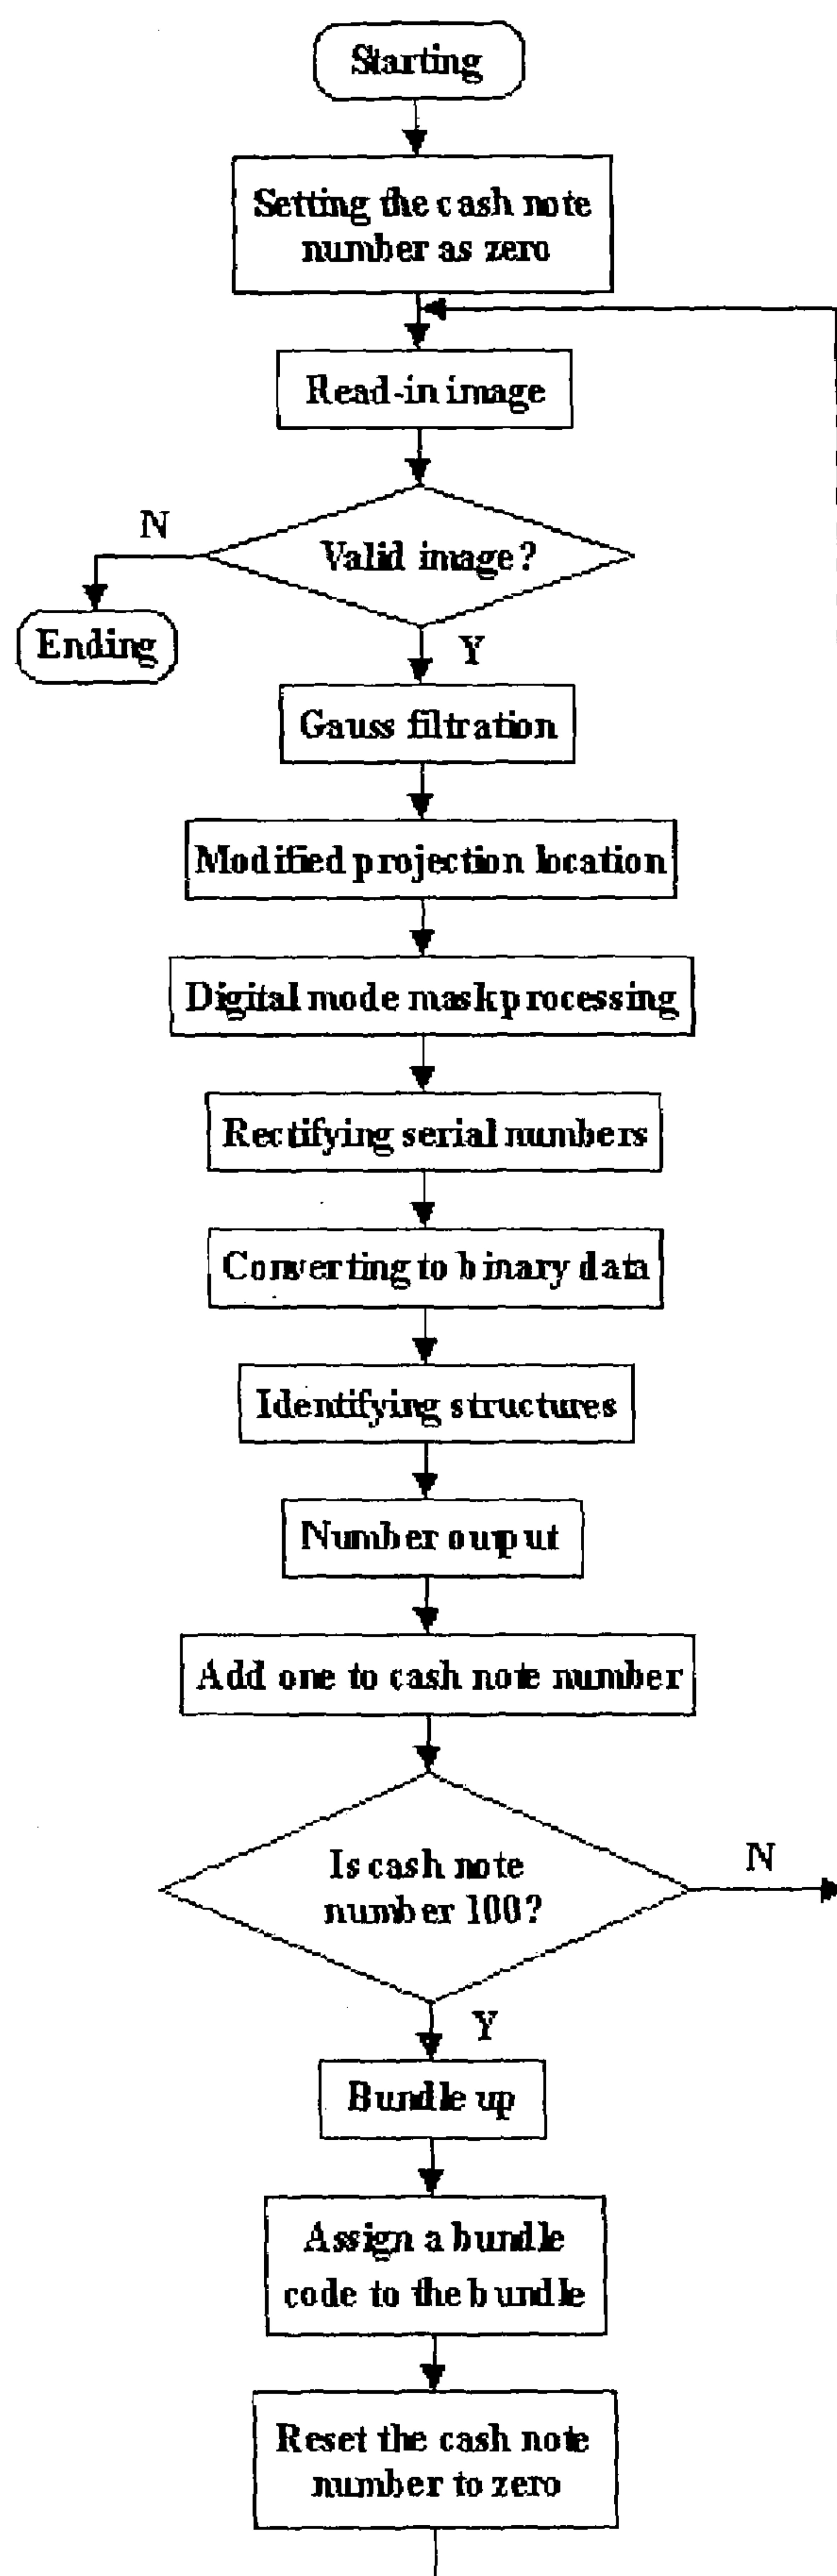 Starting
Setting the cash note
number as zero
Read-in image
N
Valid image?
Ending
Y
Gauss filtration
Modified projection location
Digital mode mask processing
Rectifying serial numbers
Converting to binary data
Identifying structures
Number output
Add one to cash note number
Is cash note
number 100?
N
Y
Bundle up
Assign a bundle
code to the bundle
Reset the cash note
number to zero